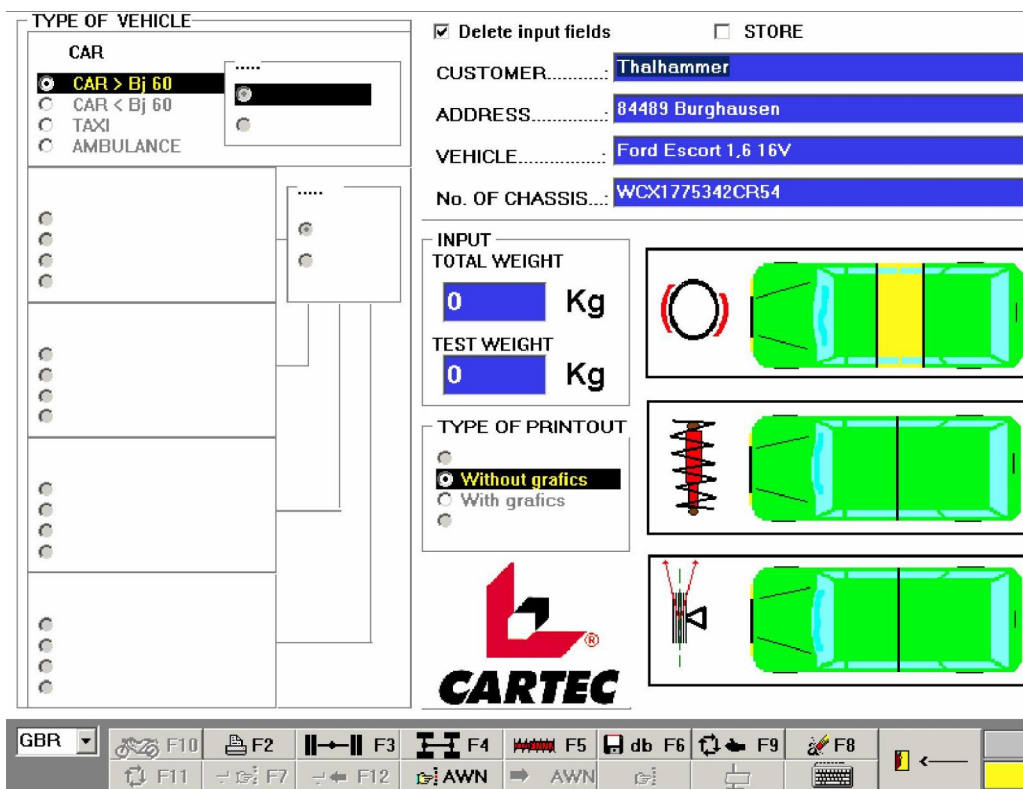 TYPE OF VEHICLE
CAR
CAR > Bj 60
CAR < Bj 60
TAXI
AMBULANCE
.....
.....
Delete input fields
STORE
CUSTOMER..........: Thalhammer
ADDRESS.............: 84489 Burghausen
VEHICLE...............: Ford Escort 1,6 16V
No. OF CHASSIS...: WCX1775342CR54
INPUT
TOTAL WEIGHT
0 Kg
TEST WEIGHT
0 Kg
TYPE OF PRINTOUT
Without grafics
With grafics
®
CARTEC
GBR F10 F2 F3 F4 F5 db F6 F9 F8
F11 F7 F12 AWN AWN